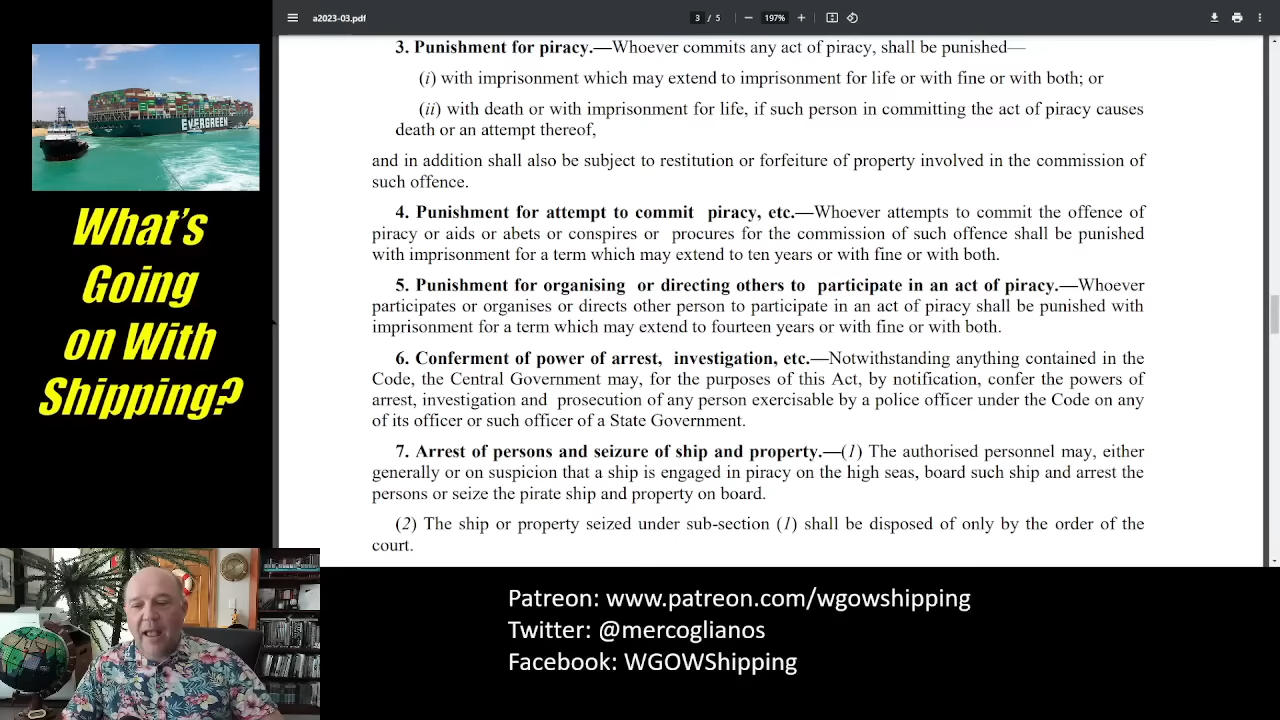 a2023-03.pdf
3 / 5
197%
EVERGREEN
What's
Going
on With
Shipping?
3. Punishment for piracy.—Whoever commits any act of piracy, shall be punished—
(i) with imprisonment which may extend to imprisonment for life or with fine or with both; or
(ii) with death or with imprisonment for life, if such person in committing the act of piracy causes
death or an attempt thereof,
and in addition shall also be subject to restitution or forfeiture of property involved in the commission of
such offence.
4. Punishment for attempt to commit piracy, etc.—Whoever attempts to commit the offence of
piracy or aids or abets or conspires or procures for the commission of such offence shall be punished
with imprisonment for a term which may extend to ten years or with fine or with both.
5. Punishment for organising or directing others to participate in an act of piracy.—Whoever
participates or organises or directs other person to participate in an act of piracy shall be punished with
imprisonment for a term which may extend to fourteen years or with fine or with both.
6. Conferment of power of arrest, investigation, etc.—Notwithstanding anything contained in the
Code, the Central Government may, for the purposes of this Act, by notification, confer the powers of
arrest, investigation and prosecution of any person exercisable by a police officer under the Code on any
of its officer or such officer of a State Government.
7. Arrest of persons and seizure of ship and property.—(1) The authorised personnel may, either
generally or on suspicion that a ship is engaged in piracy on the high seas, board such ship and arrest the
persons or seize the pirate ship and property on board.
(2) The ship or property seized under sub-section (1) shall be disposed of only by the order of the
court.
Patreon: www.patreon.com/wgowshipping
Twitter: @mercoglianos
Facebook: WGOWShipping